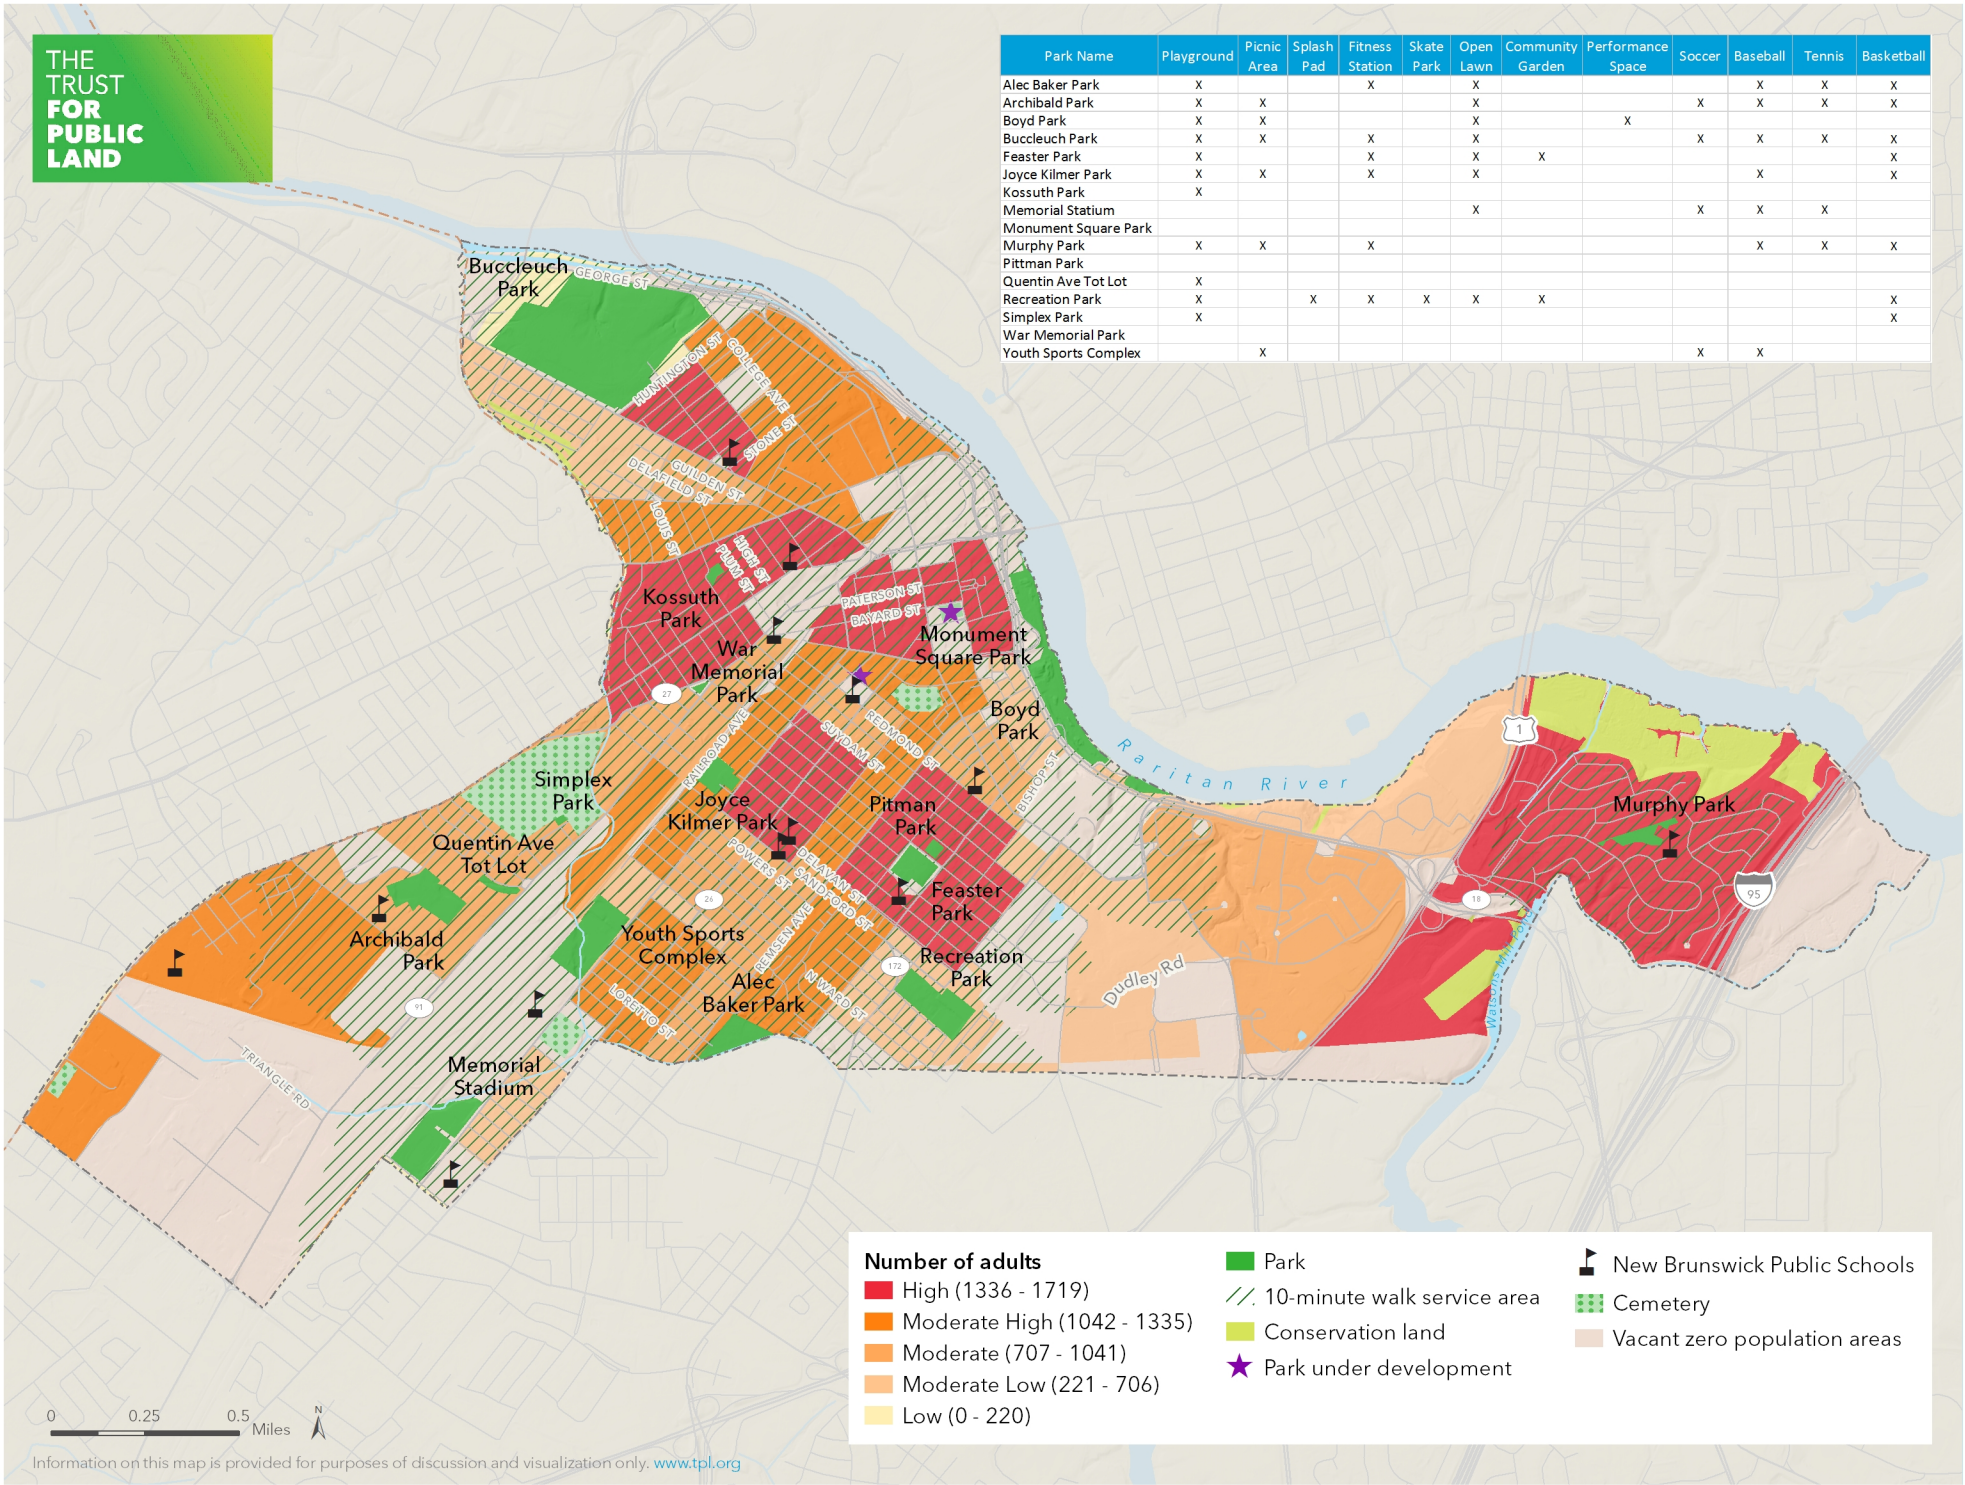 THE
TRUST
FOR
PUBLIC
LAND
Park Name Playground Picnic Area Splash Pad Fitness Station Skate Park Open Lawn Community Garden Performance Space Soccer Baseball Tennis Basketball
Alec Baker Park X X X X X X
Archibald Park X X X X X X X
Boyd Park X X X X
Buccleuch Park X X X X X X X X
Feaster Park X X X X X
Joyce Kilmer Park X X X X X X
Kossuth Park X
Memorial Statium X X X X
Monument Square Park
Murphy Park X X X X X X
Pittman Park
Quentin Ave Tot Lot X
Recreation Park X X X X X X X
Simplex Park X X
War Memorial Park
Youth Sports Complex X X X
Buccleuch
Park
GEORGE ST
HUNTINGTON ST
COLLEGE AVE
STONE ST
GUILDEN ST
DELAFIELD ST
LOUIS ST
HIGH ST
PLUM ST
Kossuth
Park
PATERSON ST
BAYARD ST
Monument
Square Park
War
Memorial
Park
27
Boyd
Park
REDMOND ST
SUYDAM ST
RAILROAD AVE
BISHOP ST
Raritan River
1
Simplex
Park
Joyce
Kilmer Park
Pitman
Park
Murphy Park
Quentin Ave
Tot Lot
POWERS ST
DELAVAN ST
SANDFORD ST
Feaster
Park
26
18
95
Archibald
Park
Youth Sports
Complex
REMSEN AVE
Recreation
Park
172
Alec
Baker Park
N WARD ST
LORETTO ST
Dudley Rd
Watsons Mill Pond
91
TRIANGLE RD
Memorial
Stadium
Number of adults
High (1336 - 1719)
Moderate High (1042 - 1335)
Moderate (707 - 1041)
Moderate Low (221 - 706)
Low (0 - 220)
Park
10-minute walk service area
Conservation land
Park under development
New Brunswick Public Schools
Cemetery
Vacant zero population areas
0 0.25 0.5
Miles
N
Information on this map is provided for purposes of discussion and visualization only. www.tpl.org